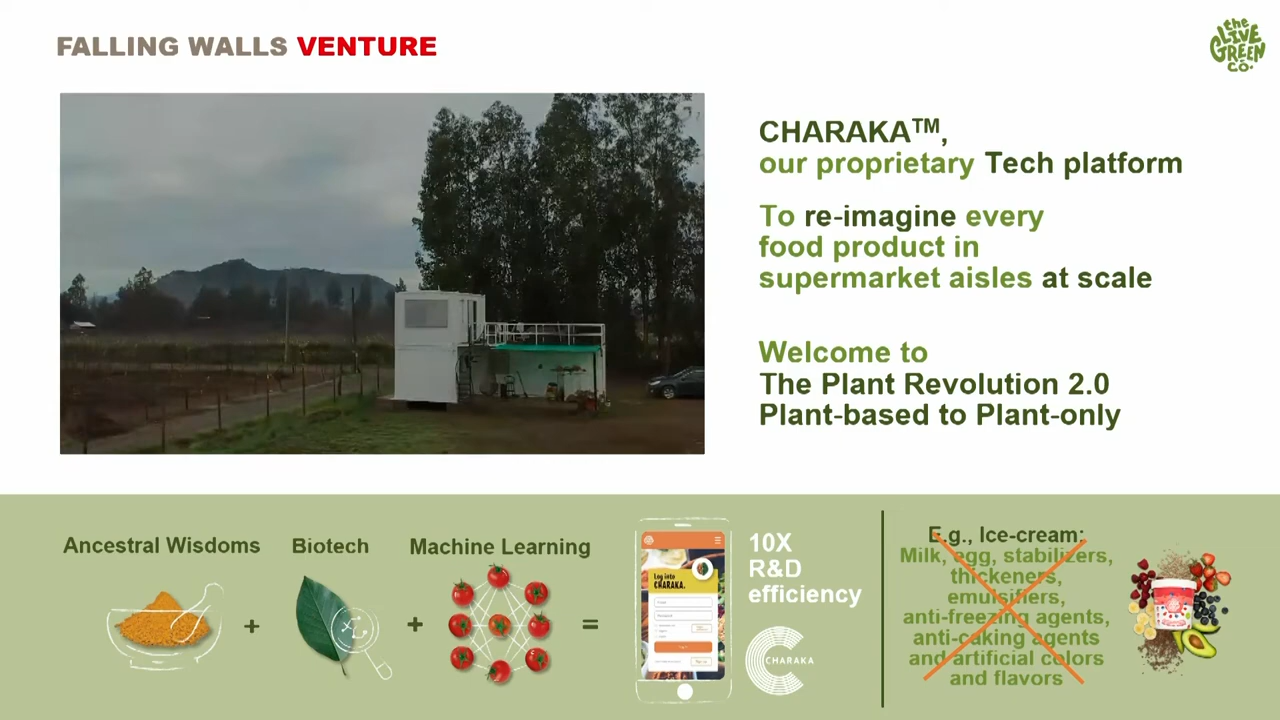 FALLING WALLS VENTURE
the
LIVE
GREEN
CO.
CHARAKA™,
our proprietary Tech platform
To re-imagine every
food product in
supermarket aisles at scale
Welcome to
The Plant Revolution 2.0
Plant-based to Plant-only
Ancestral Wisdoms
+
Biotech
+
Machine Learning
=
Log into
CHARAKA.
10X
R&D
efficiency
CHARAKA
E.g., Ice-cream:
Milk, egg, stabilizers,
thickeners,
emulsifiers,
anti-freezing agents,
anti-caking agents
and artificial colors
and flavors